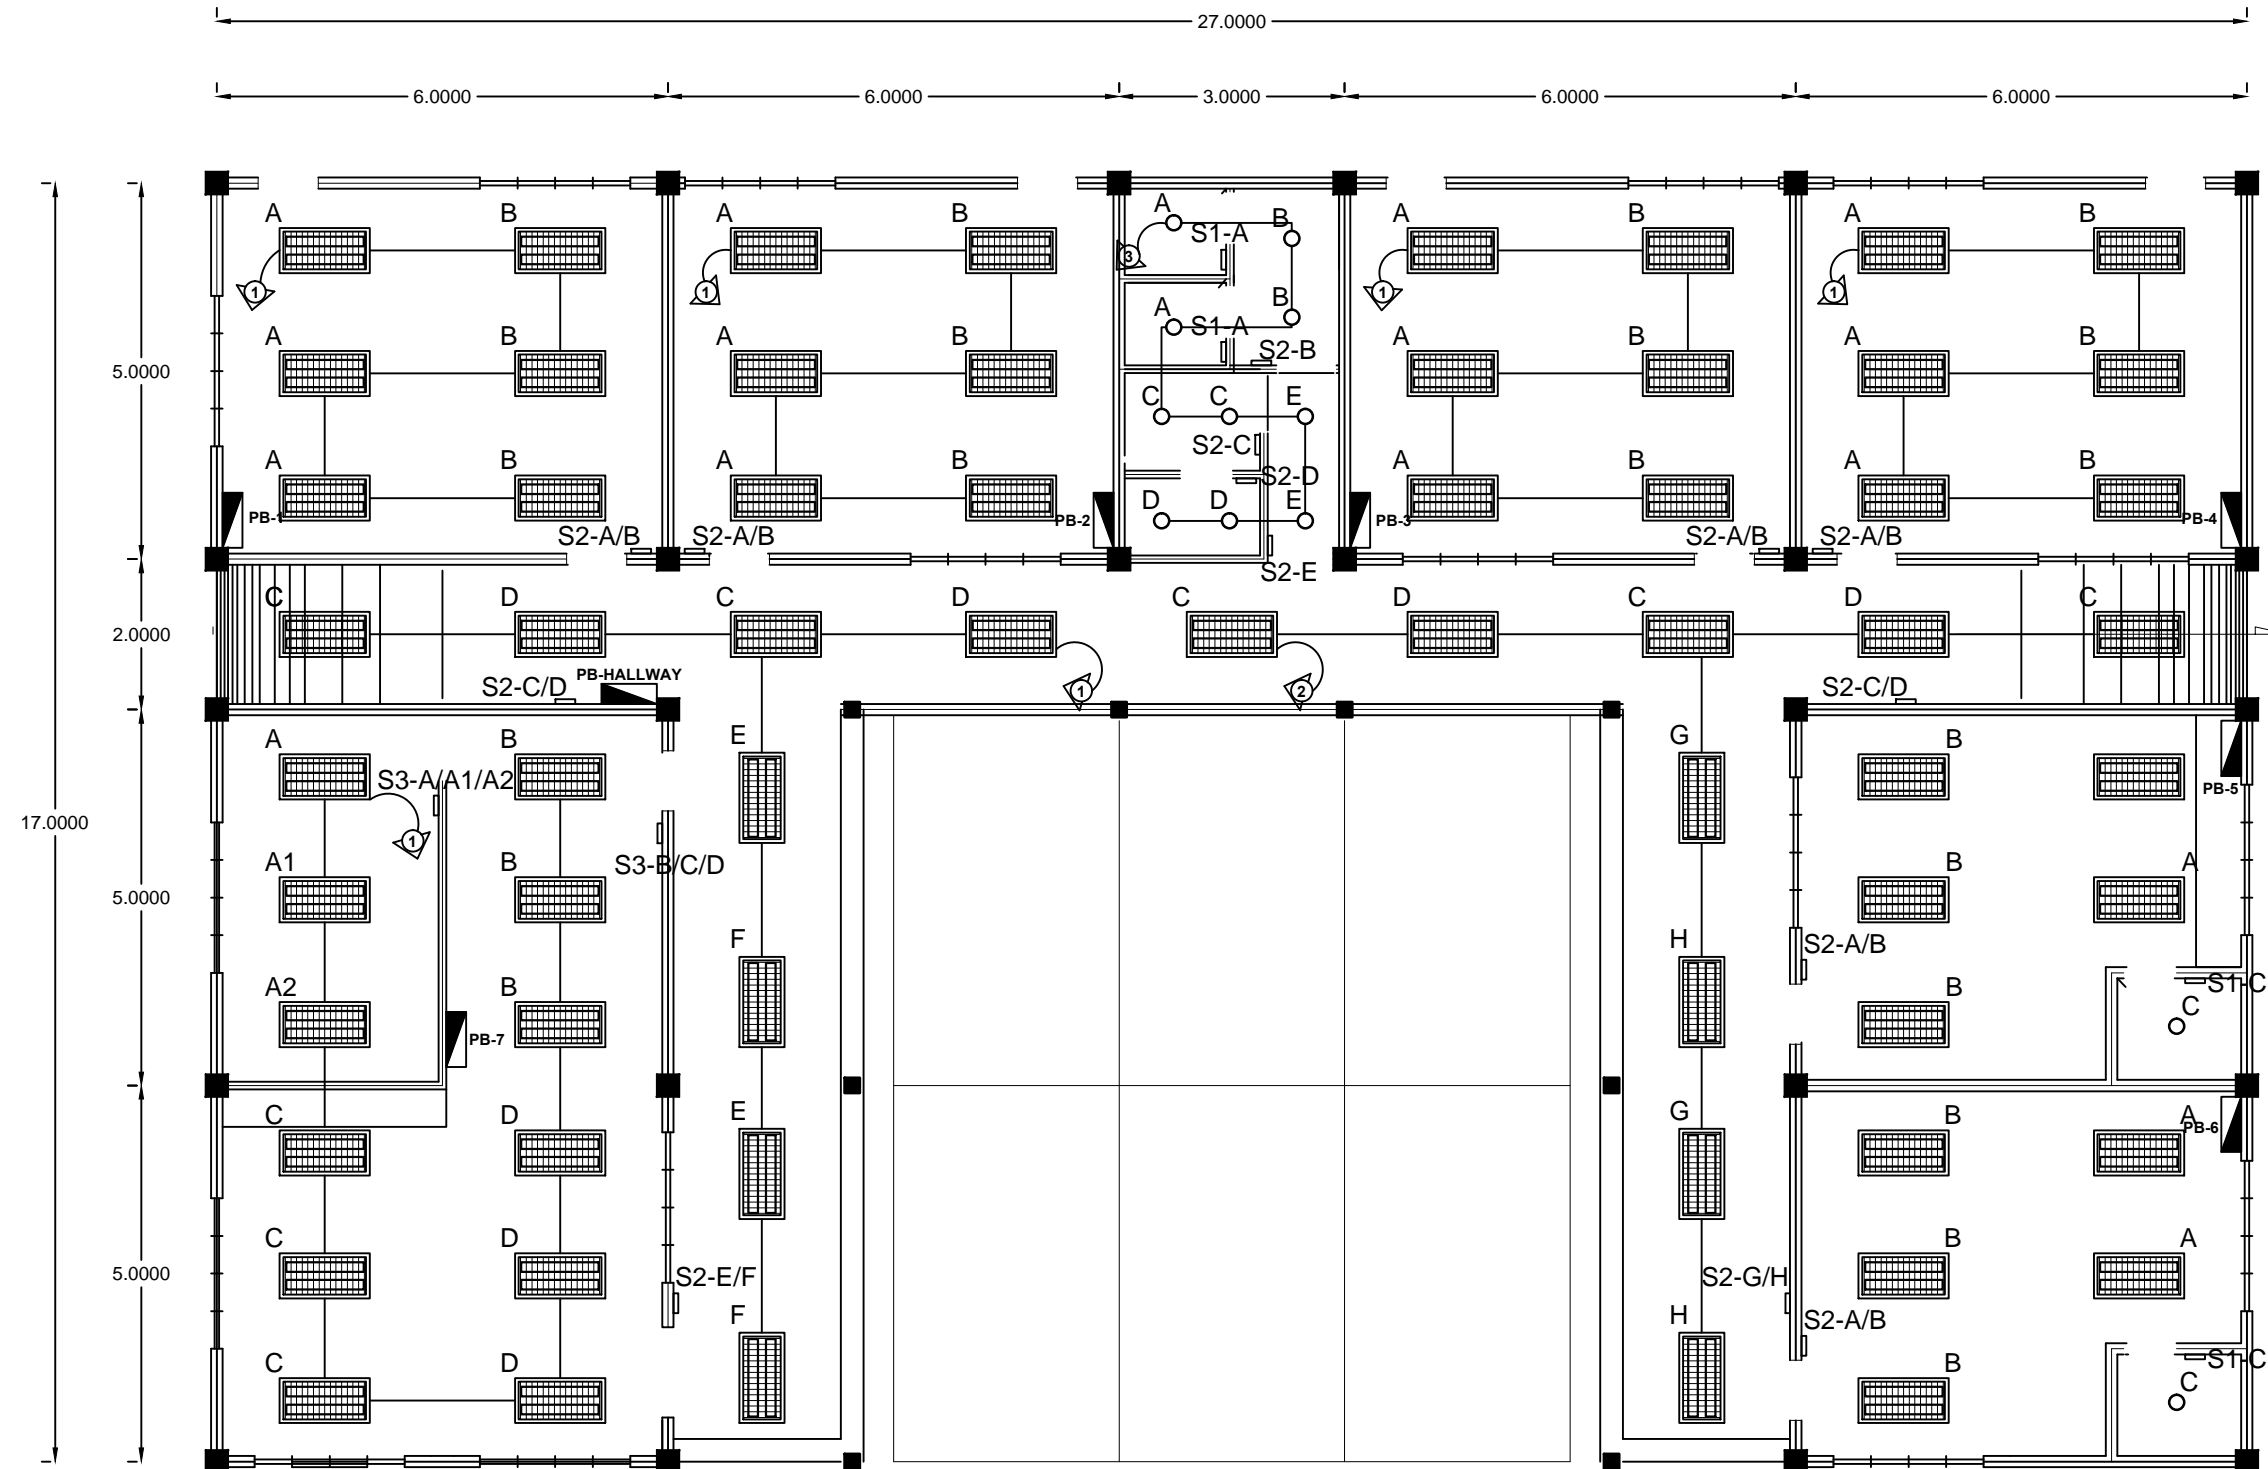 27.0000
6.0000 6.0000 3.0000 6.0000 6.0000
A B A B A B A B A B
S1-A
3
1 1 1 1
A B
S1-A
A B A B A B A B
S2-B
5.0000
C C E
S2-C
A B A B A B A B
S2-D
D D E
PB-1 PB-2 PB-3 PB-4
S2-A/B S2-A/B S2-A/B S2-A/B
S2-E
C D C D C D C D C
2.0000
PB-HALLWAY
S2-C/D S2-C/D
1 2
A B E G B
S3-A/A1/A2
PB-5
17.0000
1
A1 B B A
S3-B/C/D
5.0000
F H S2-A/B
A2 B B S1-C
C
PB-7
C D E G B A
PB-6
C D B A
5.0000
S2-E/F S2-G/H
F H S2-A/B
C D B S1-C
C